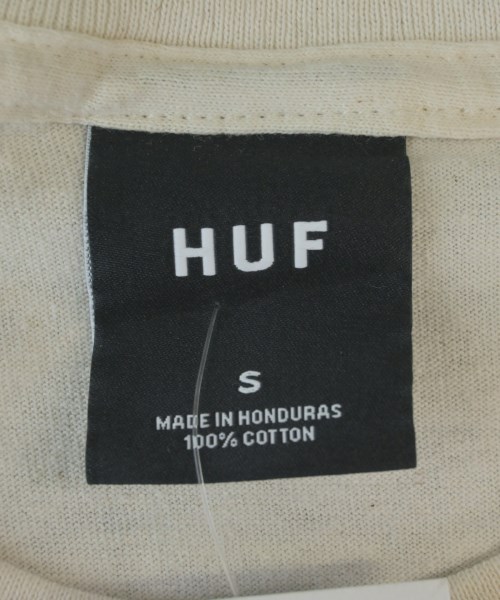 HUF
S
MADE IN HONDURAS
100% COTTON